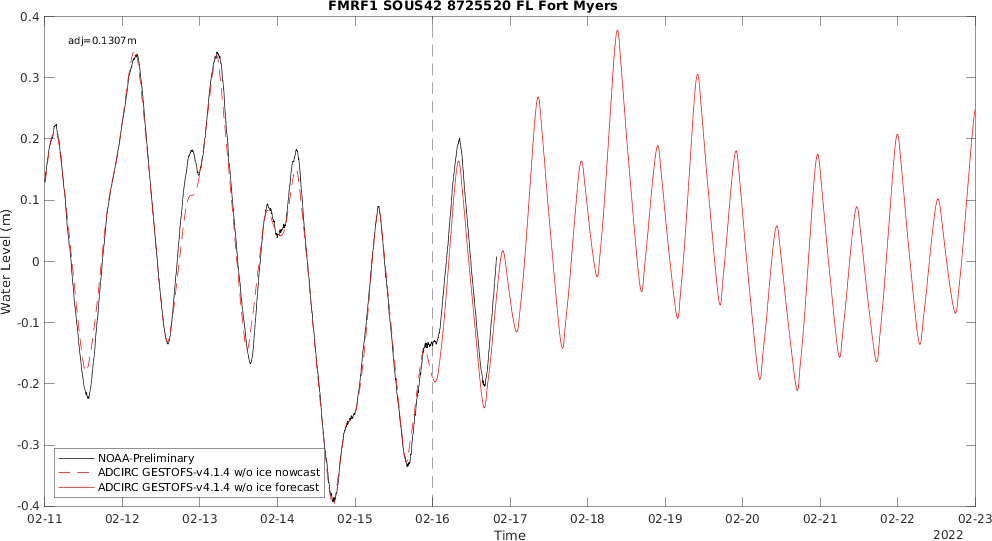 FMRF1 SOUS42 8725520 FL Fort Myers
adj=0.1307m
Water Level (m)
0.4
0.3
0.2
0.1
0
-0.1
-0.2
-0.3
-0.4
NOAA-Preliminary
ADCIRC GESTOFS-v4.1.4 w/o ice nowcast
ADCIRC GESTOFS-v4.1.4 w/o ice forecast
02-11 02-12 02-13 02-14 02-15 02-16 02-17 02-18 02-19 02-20 02-21 02-22 02-23
Time
2022